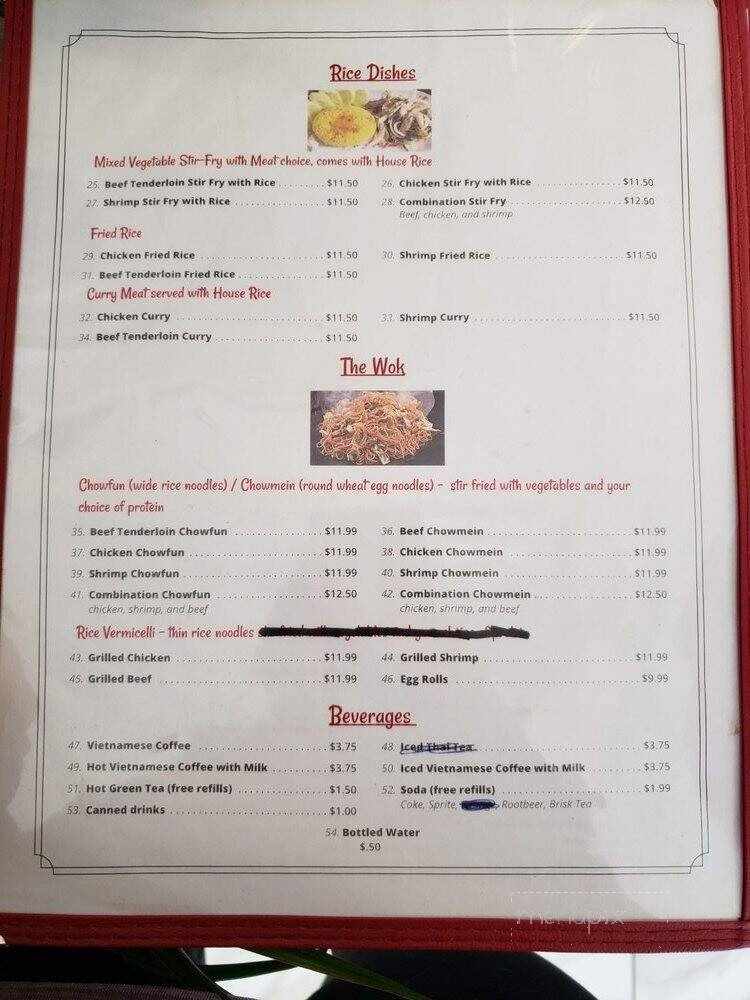 Rice Dishes
Mixed Vegetable Stir-Fry with Meat choice, comes with House Rice
25. Beef Tenderloin Stir Fry with Rice ........ $11.50
26. Chicken Stir Fry with Rice ........ $11.50
27. Shrimp Stir Fry with Rice ........ $11.50
28. Combination Stir Fry ........ $12.50
Beef, chicken, and shrimp
Fried Rice
29. Chicken Fried Rice ........ $11.50
30. Shrimp Fried Rice ........ $11.50
31. Beef Tenderloin Fried Rice ........ $11.50
Curry Meat served with House Rice
32. Chicken Curry ........ $11.50
33. Shrimp Curry ........ $11.50
34. Beef Tenderloin Curry ........ $11.50
The Wok
Chowfun (wide rice noodles) / Chowmein (round wheat egg noodles) - stir fried with vegetables and your
choice of protein
35. Beef Tenderloin Chowfun ........ $11.99
36. Beef Chowmein ........ $11.99
37. Chicken Chowfun ........ $11.99
38. Chicken Chowmein ........ $11.99
39. Shrimp Chowfun ........ $11.99
40. Shrimp Chowmein ........ $11.99
41. Combination Chowfun ........ $12.50
chicken, shrimp, and beef
42. Combination Chowmein ........ $12.50
chicken, shrimp, and beef
Rice Vermicelli - thin rice noodles
43. Grilled Chicken ........ $11.99
44. Grilled Shrimp ........ $11.99
45. Grilled Beef ........ $11.99
46. Egg Rolls ........ $9.99
Beverages
47. Vietnamese Coffee ........ $3.75
48. Iced Thai Tea ........ $3.75
49. Hot Vietnamese Coffee with Milk ........ $3.75
50. Iced Vietnamese Coffee with Milk ........ $3.75
51. Hot Green Tea (free refills) ........ $1.50
52. Soda (free refills) ........ $1.99
Coke, Sprite, Rootbeer, Brisk Tea
53. Canned drinks ........ $1.00
54. Bottled Water
$.50
menupix